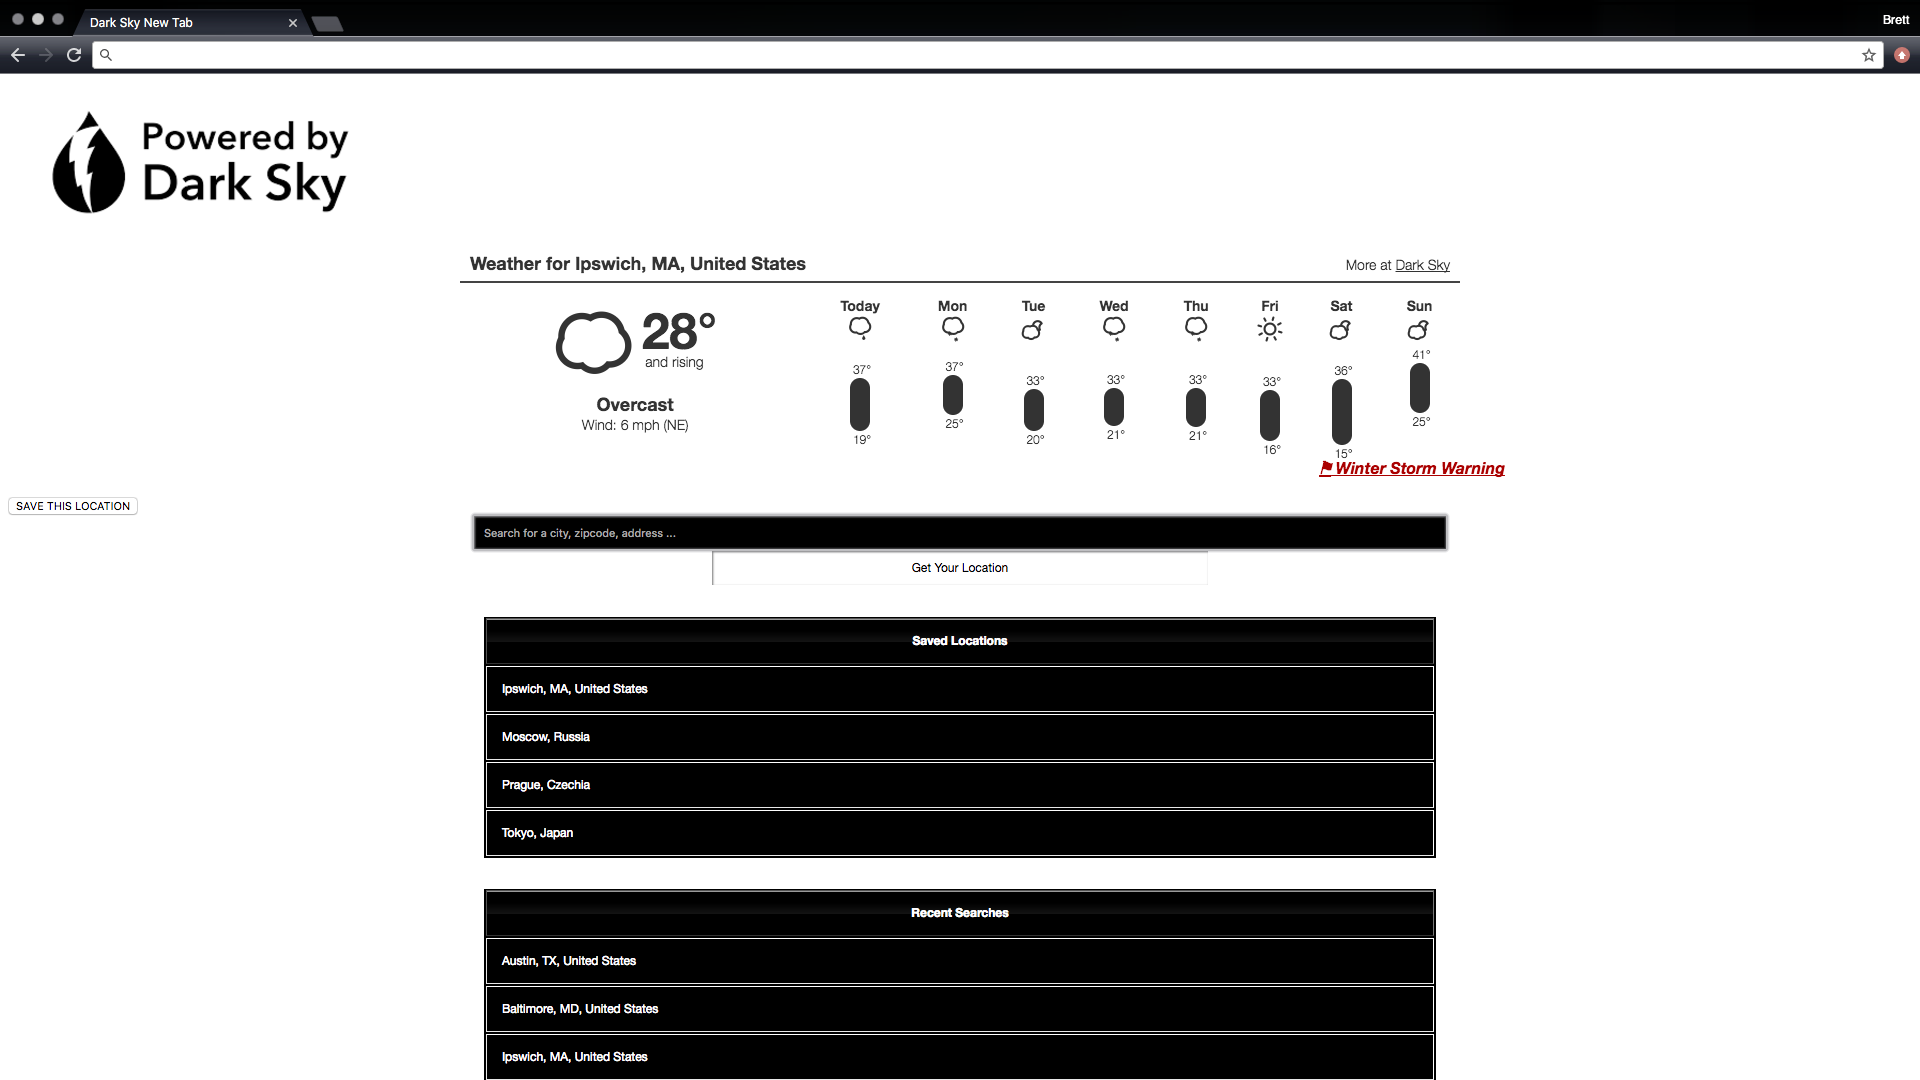 Dark Sky New Tab
Brett
Powered by
Dark Sky
Weather for Ipswich, MA, United States
More at Dark Sky
28°
and rising
Overcast
Wind: 6 mph (NE)
Today Mon Tue Wed Thu Fri Sat Sun
37° 37° 33° 33° 33° 33° 36° 41°
19° 25° 20° 21° 21° 16° 15° 25°
Winter Storm Warning
SAVE THIS LOCATION
Search for a city, zipcode, address ...
Get Your Location
Saved Locations
Ipswich, MA, United States
Moscow, Russia
Prague, Czechia
Tokyo, Japan
Recent Searches
Austin, TX, United States
Baltimore, MD, United States
Ipswich, MA, United States